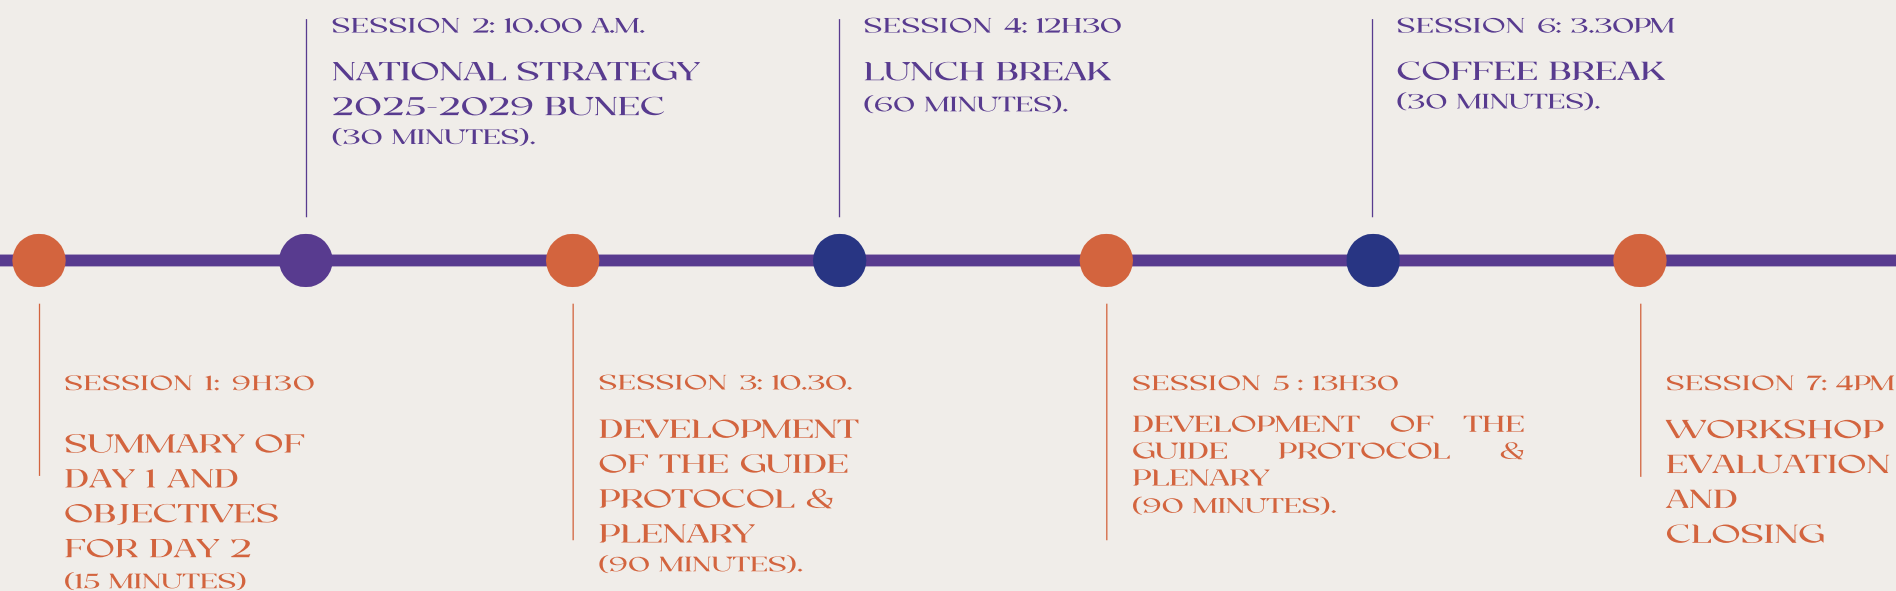 SESSION 1: 9H30
SUMMARY OF
DAY 1 AND
OBJECTIVES
FOR DAY 2
(15 MINUTES)
SESSION 2: 10.00 A.M.
NATIONAL STRATEGY
2025-2029 BUNEC
(30 MINUTES).
SESSION 3: 10.30.
DEVELOPMENT
OF THE GUIDE
PROTOCOL &
PLENARY
(90 MINUTES).
SESSION 4: 12H30
LUNCH BREAK
(60 MINUTES).
SESSION 5 : 13H30
DEVELOPMENT OF THE
GUIDE PROTOCOL &
PLENARY
(90 MINUTES).
SESSION 6: 3.30PM
COFFEE BREAK
(30 MINUTES).
SESSION 7: 4PM
WORKSHOP
EVALUATION
AND
CLOSING